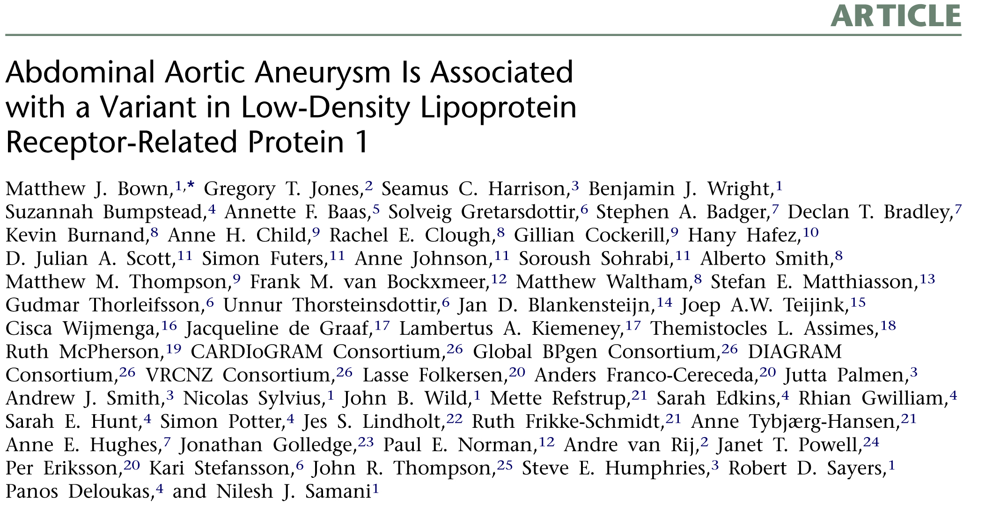 ARTICLE
Abdominal Aortic Aneurysm Is Associated
with a Variant in Low-Density Lipoprotein
Receptor-Related Protein 1
Matthew J. Bown,1,* Gregory T. Jones,2 Seamus C. Harrison,3 Benjamin J. Wright,1
Suzannah Bumpstead,4 Annette F. Baas,5 Solveig Gretarsdottir,6 Stephen A. Badger,7 Declan T. Bradley,7
Kevin Burnand,8 Anne H. Child,9 Rachel E. Clough,8 Gillian Cockerill,9 Hany Hafez,10
D. Julian A. Scott,11 Simon Futers,11 Anne Johnson,11 Soroush Sohrabi,11 Alberto Smith,8
Matthew M. Thompson,9 Frank M. van Bockxmeer,12 Matthew Waltham,8 Stefan E. Matthiasson,13
Gudmar Thorleifsson,6 Unnur Thorsteinsdottir,6 Jan D. Blankensteijn,14 Joep A.W. Teijink,15
Cisca Wijmenga,16 Jacqueline de Graaf,17 Lambertus A. Kiemeney,17 Themistocles L. Assimes,18
Ruth McPherson,19 CARDIoGRAM Consortium,26 Global BPgen Consortium,26 DIAGRAM
Consortium,26 VRCNZ Consortium,26 Lasse Folkersen,20 Anders Franco-Cereceda,20 Jutta Palmen,3
Andrew J. Smith,3 Nicolas Sylvius,1 John B. Wild,1 Mette Refstrup,21 Sarah Edkins,4 Rhian Gwilliam,4
Sarah E. Hunt,4 Simon Potter,4 Jes S. Lindholt,22 Ruth Frikke-Schmidt,21 Anne Tybjærg-Hansen,21
Anne E. Hughes,7 Jonathan Golledge,23 Paul E. Norman,12 Andre van Rij,2 Janet T. Powell,24
Per Eriksson,20 Kari Stefansson,6 John R. Thompson,25 Steve E. Humphries,3 Robert D. Sayers,1
Panos Deloukas,4 and Nilesh J. Samani1